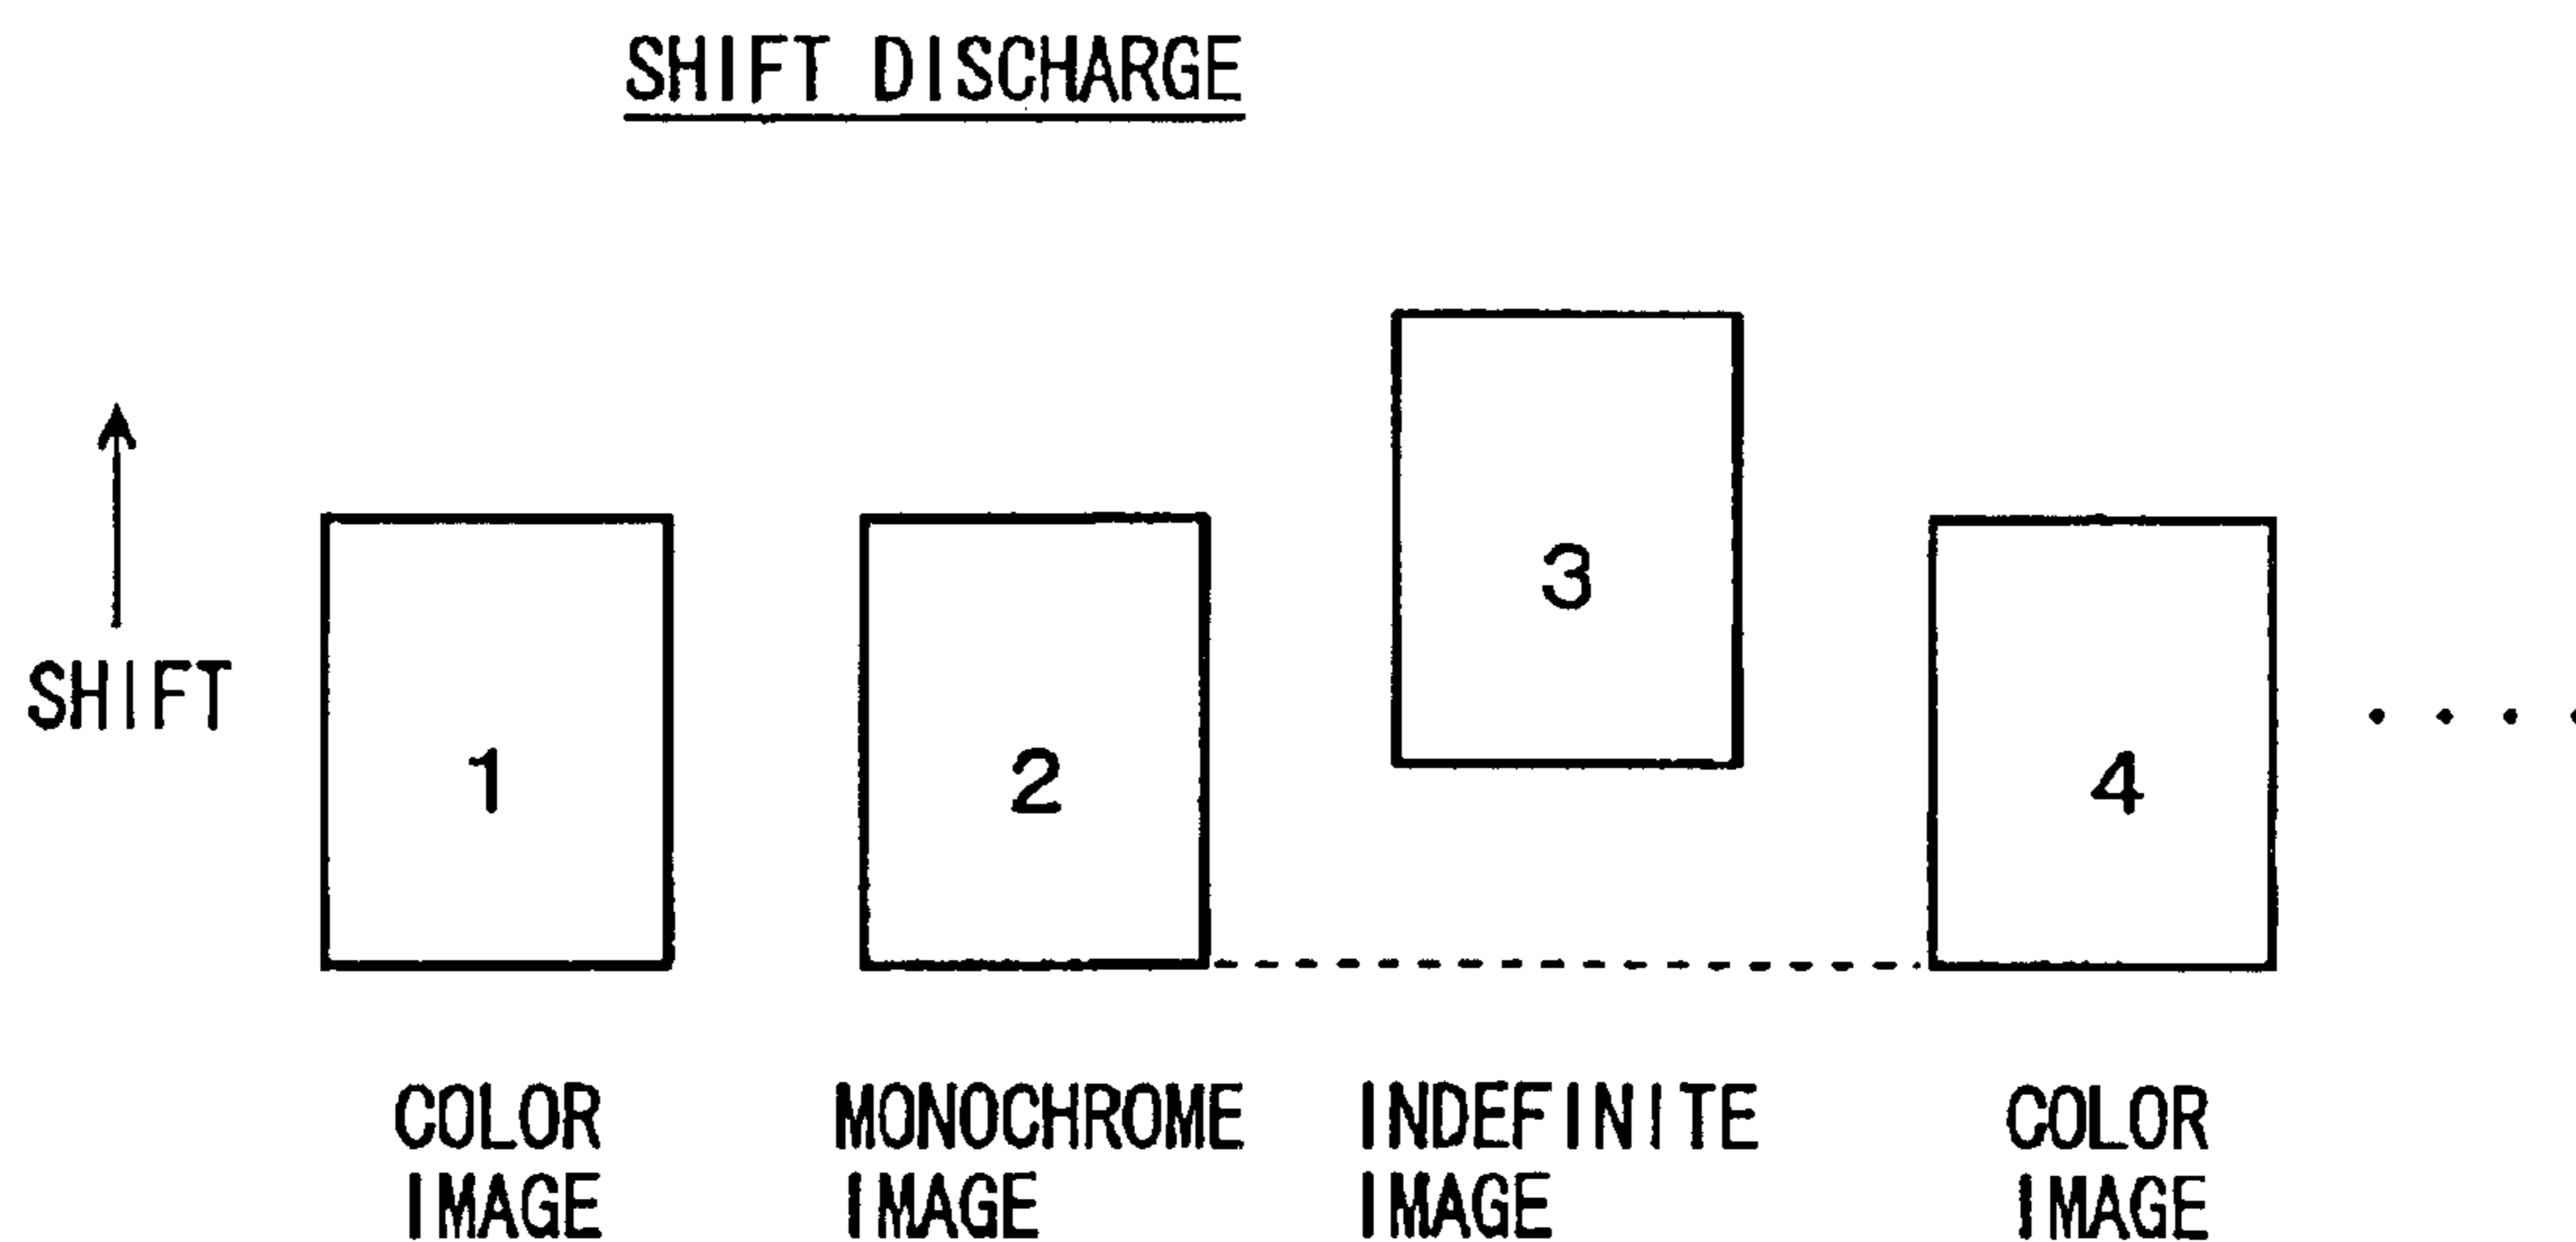 SHIFT DISCHARGE
SHIFT
1
2
3
4
COLOR
IMAGE
MONOCHROME
IMAGE
INDEFINITE
IMAGE
COLOR
IMAGE